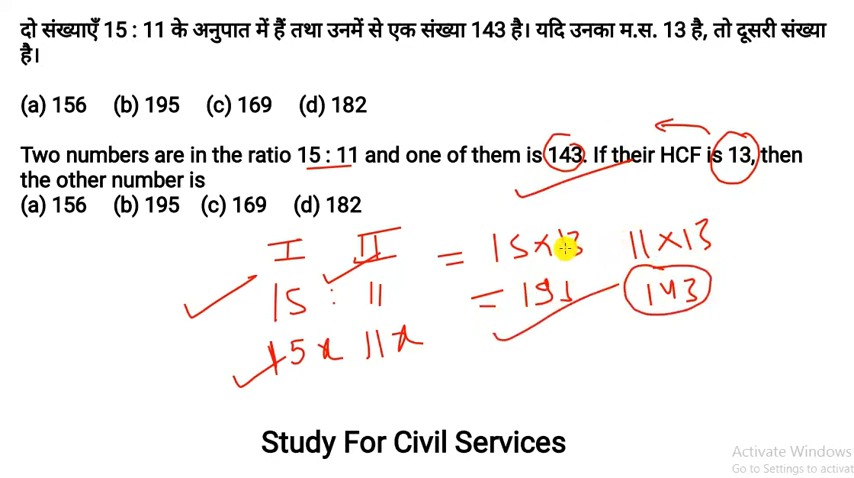 दो संख्याएँ 15 : 11 के अनुपात में हैं तथा उनमें से एक संख्या 143 है। यदि उनका म.स. 13 है, तो दूसरी संख्या
है।
(a) 156 (b) 195 (c) 169 (d) 182
Two numbers are in the ratio 15 : 11 and one of them is 143. If their HCF is 13, then
the other number is
(a) 156 (b) 195 (c) 169 (d) 182
I II = 15×13 11×13
15 : 11 = 195 143
15x 11x
Study For Civil Services
Activate Windows
Go to Settings to activat